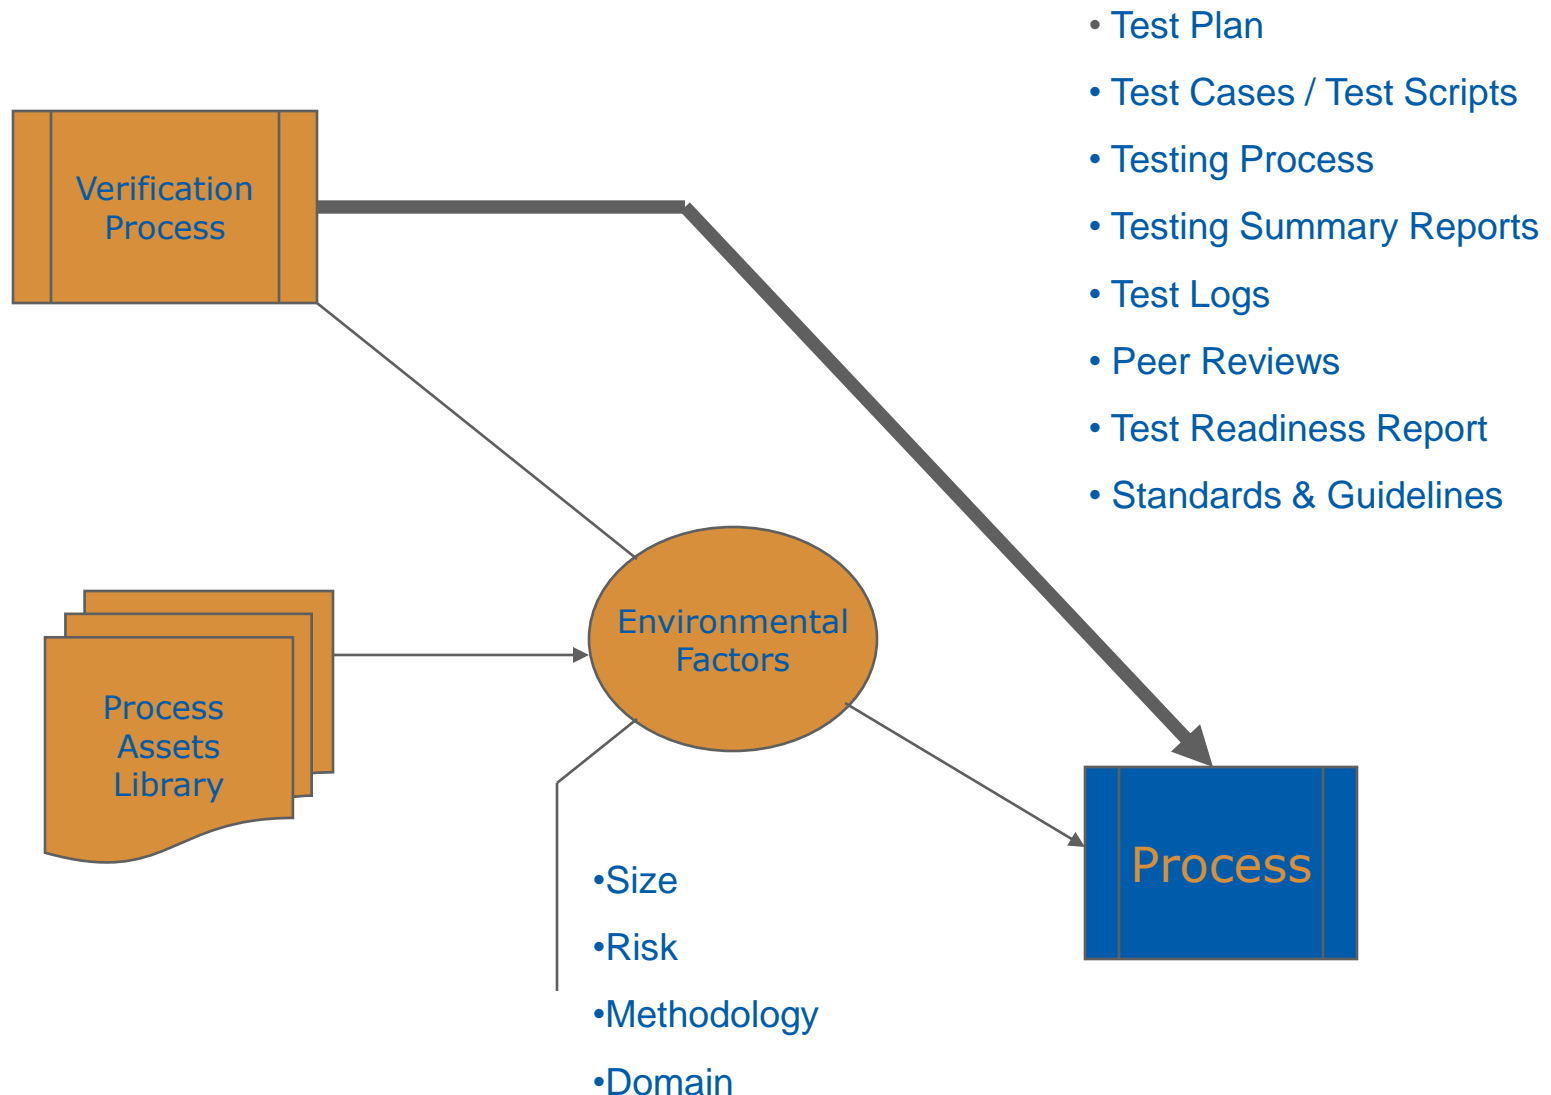 • Test Plan
• Test Cases / Test Scripts
• Testing Process
• Testing Summary Reports
• Test Logs
• Peer Reviews
• Test Readiness Report
• Standards & Guidelines
Verification
Process
Environmental
Factors
Process
Assets
Library
Process
•Size
•Risk
•Methodology
•Domain